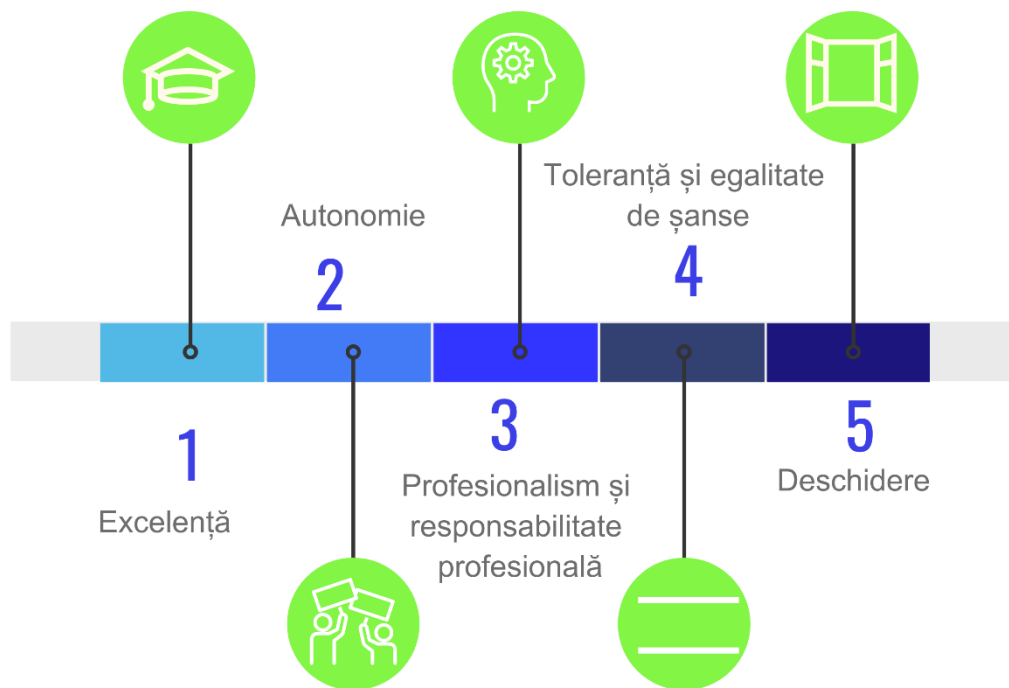 1
Excelență
Autonomie
2
3
Profesionalism și
responsabilitate
profesională
Toleranță și egalitate
de șanse
4
5
Deschidere